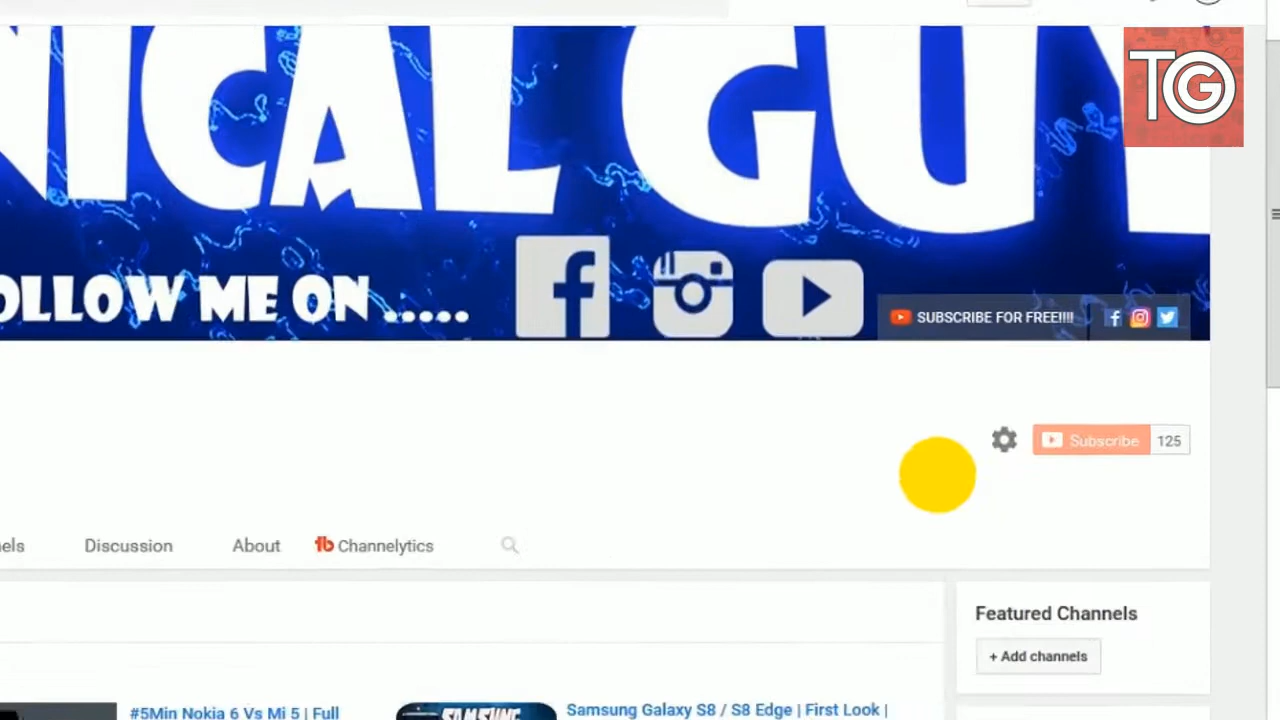 NICAL GUY
TG
OLLOW ME ON .....
SUBSCRIBE FOR FREE!!!!
Subscribe 125
els Discussion About Channelytics
Featured Channels
+ Add channels
#5Min Nokia 6 Vs Mi 5 | Full
Samsung Galaxy S8 / S8 Edge | First Look |
SAMSUNG